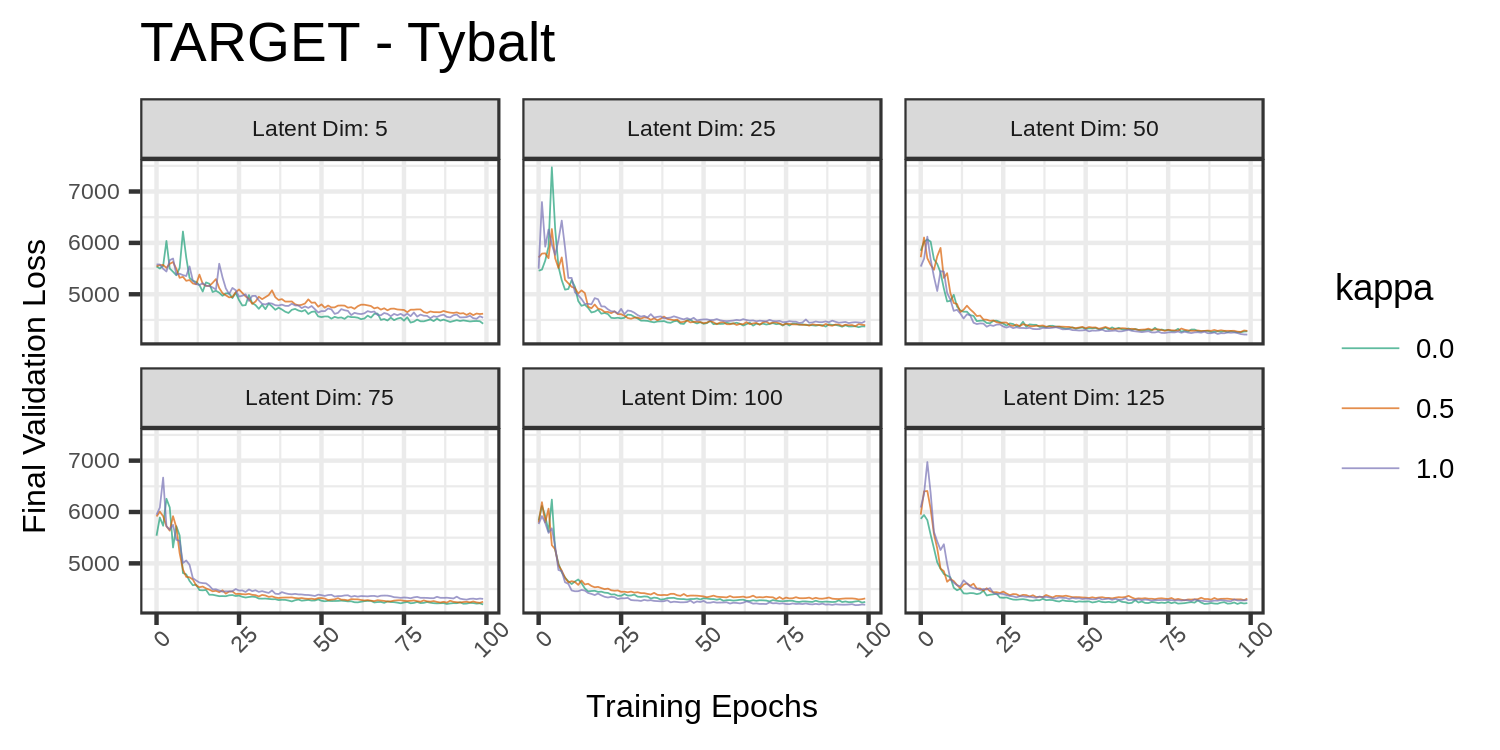 TARGET - Tybalt
Latent Dim: 5
Latent Dim: 25
Latent Dim: 50
7000
6000
5000
Latent Dim: 75
Latent Dim: 100
Latent Dim: 125
7000
6000
5000
0 25 50 75 100
0 25 50 75 100
0 25 50 75 100
Final Validation Loss
Training Epochs
kappa
0.0
0.5
1.0